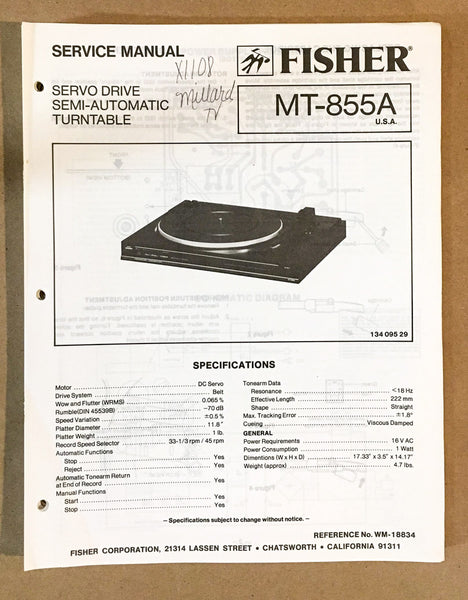 SERVICE MANUAL
SERVO DRIVE
SEMI-AUTOMATIC
TURNTABLE
X1108
Millard
TV
FISHER®
MT-855A
U.S.A.
134 095 29
SPECIFICATIONS
Motor DC Servo
Drive System Belt
Wow and Flutter (WRMS) 0.065 %
Rumble(DIN 45539B) –70 dB
Speed Variation ±0.5 %
Platter Diameter 11.8"
Platter Weight 1 lb.
Record Speed Selector 33-1/3 rpm / 45 rpm
Automatic Functions
Stop Yes
Reject Yes
Automatic Tonearm Return
at End of Record Yes
Manual Functions
Start Yes
Stop Yes
Tonearm Data
Resonance <18 Hz
Effective Length 222 mm
Shape Straight
Max. Tracking Error ±1.8°
Cueing Viscous Damped
GENERAL
Power Requirements 16 V AC
Power Consumption 1 Watt
Dimensions (W x H x D) 17.33" x 3.5" x 14.17"
Weight (approx) 4.7 lbs.
– Specifications subject to change without notice. –
REFERENCE No. WM-18834
FISHER CORPORATION, 21314 LASSEN STREET • CHATSWORTH • CALIFORNIA 91311